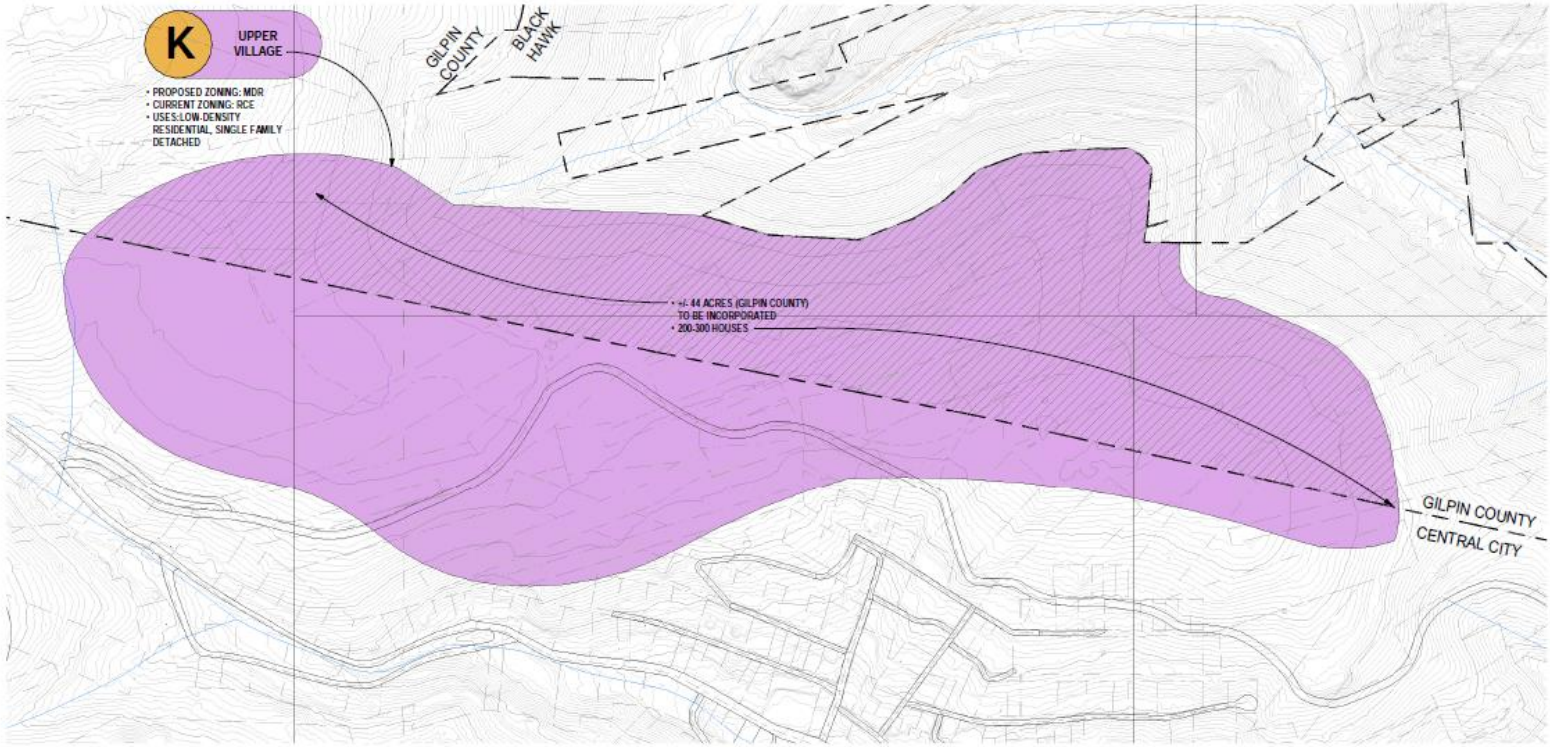 K
UPPER
VILLAGE
• PROPOSED ZONING: MDR
• CURRENT ZONING: RCE
• USES:LOW-DENSITY
RESIDENTIAL, SINGLE FAMILY
DETACHED
GILPIN
COUNTY
BLACK
HAWK
• +/- 44 ACRES (GILPIN COUNTY)
TO BE INCORPORATED
• 200-300 HOUSES
GILPIN COUNTY
CENTRAL CITY